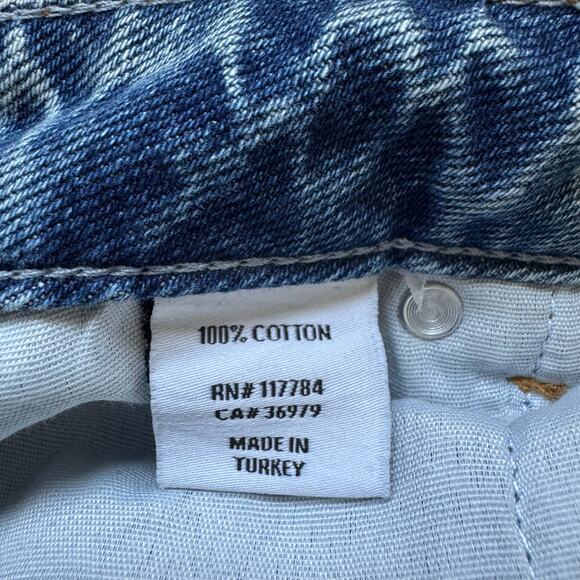 100% COTTON
RN# 117784
CA# 36979
MADE IN
TURKEY